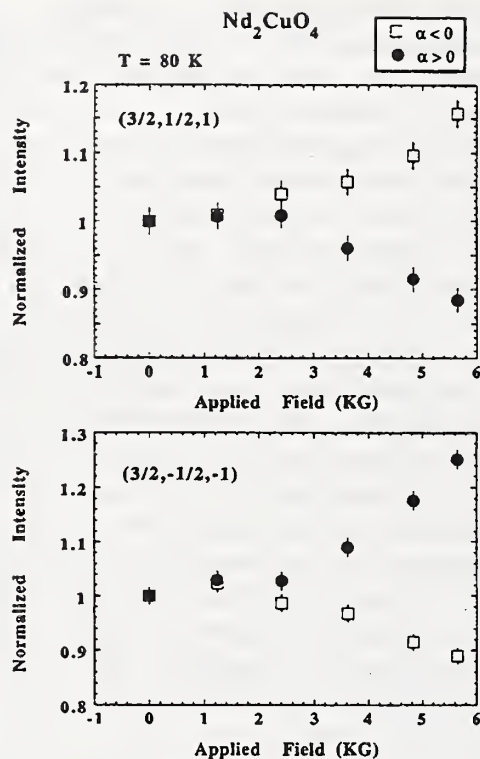 Nd2CuO4
α<0
α>0
T = 80 K
(3/2,1/2,1)
Normalized Intensity
1.2
1.1
1
0.9
0.8
-1 0 1 2 3 4 5 6
Applied Field (KG)
(3/2,-1/2,-1)
Normalized Intensity
1.3
1.2
1.1
1
0.9
0.8
-1 0 1 2 3 4 5 6
Applied Field (KG)